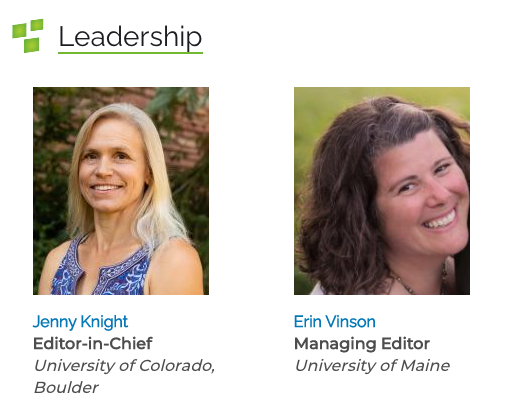 Leadership
Jenny Knight
Editor-in-Chief
University of Colorado,
Boulder
Erin Vinson
Managing Editor
University of Maine